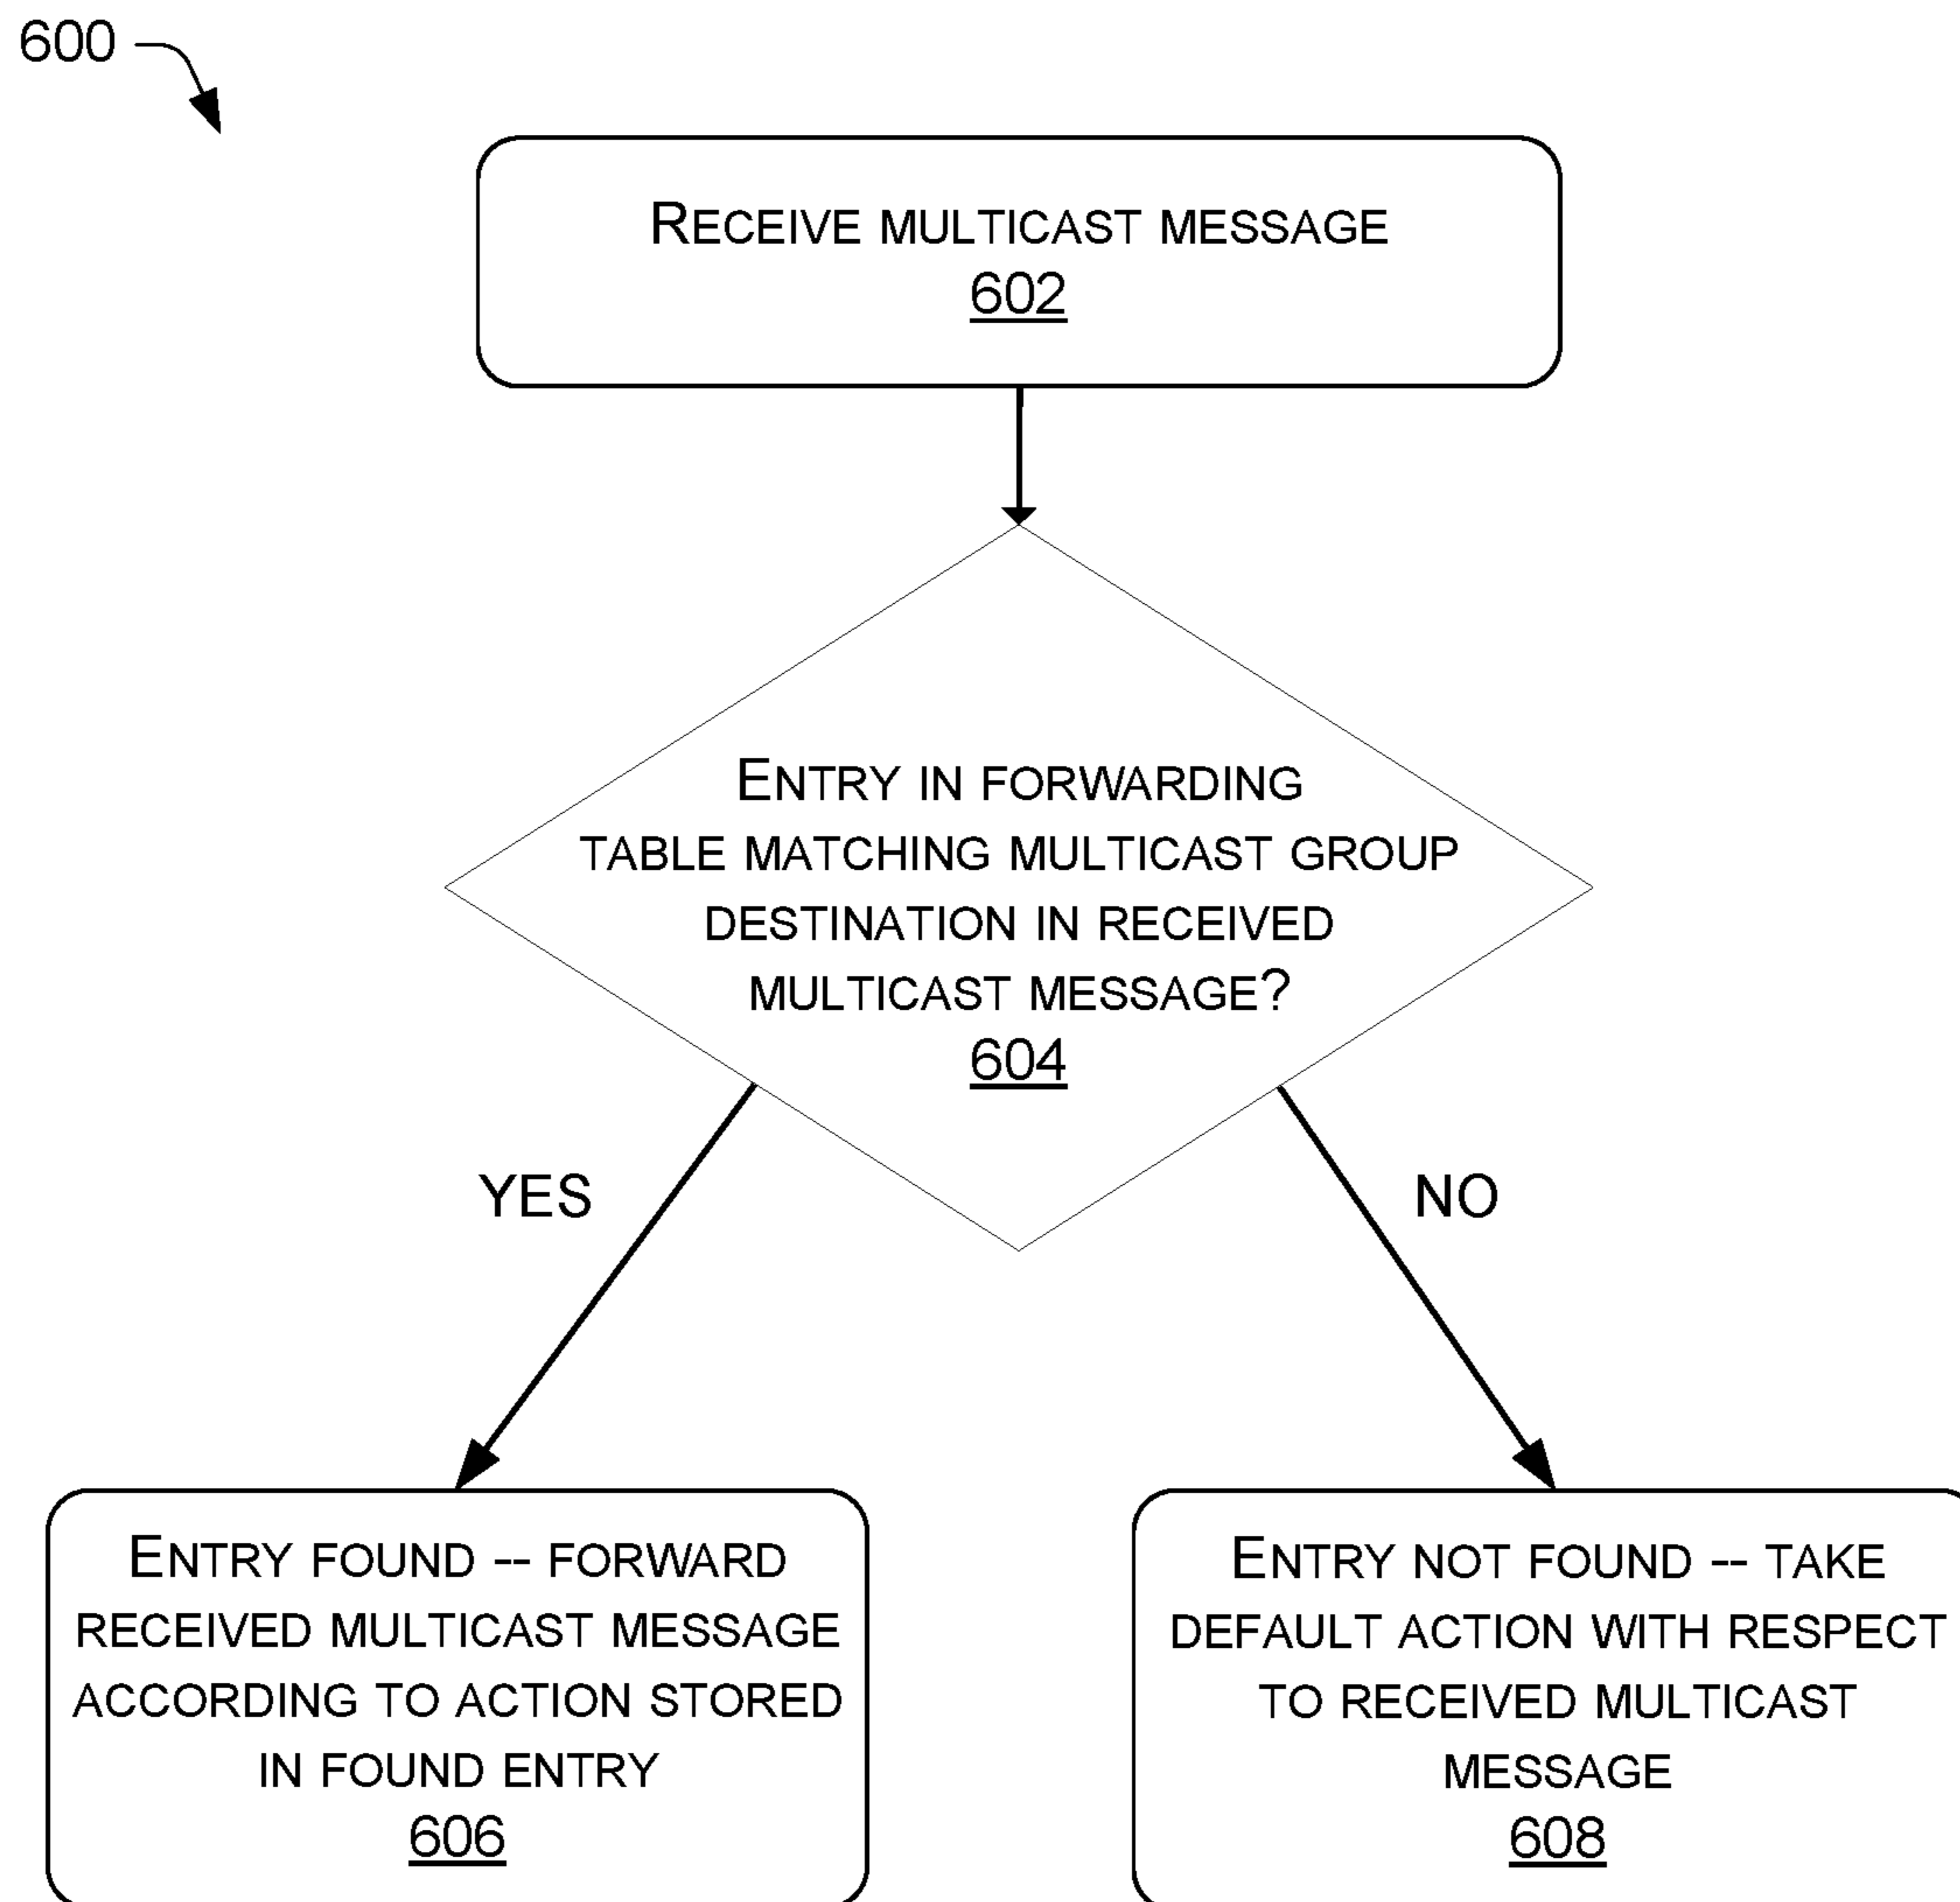 600
RECEIVE MULTICAST MESSAGE
602
ENTRY IN FORWARDING
TABLE MATCHING MULTICAST GROUP
DESTINATION IN RECEIVED
MULTICAST MESSAGE?
604
YES
NO
ENTRY FOUND -- FORWARD
RECEIVED MULTICAST MESSAGE
ACCORDING TO ACTION STORED
IN FOUND ENTRY
606
ENTRY NOT FOUND -- TAKE
DEFAULT ACTION WITH RESPECT
TO RECEIVED MULTICAST
MESSAGE
608